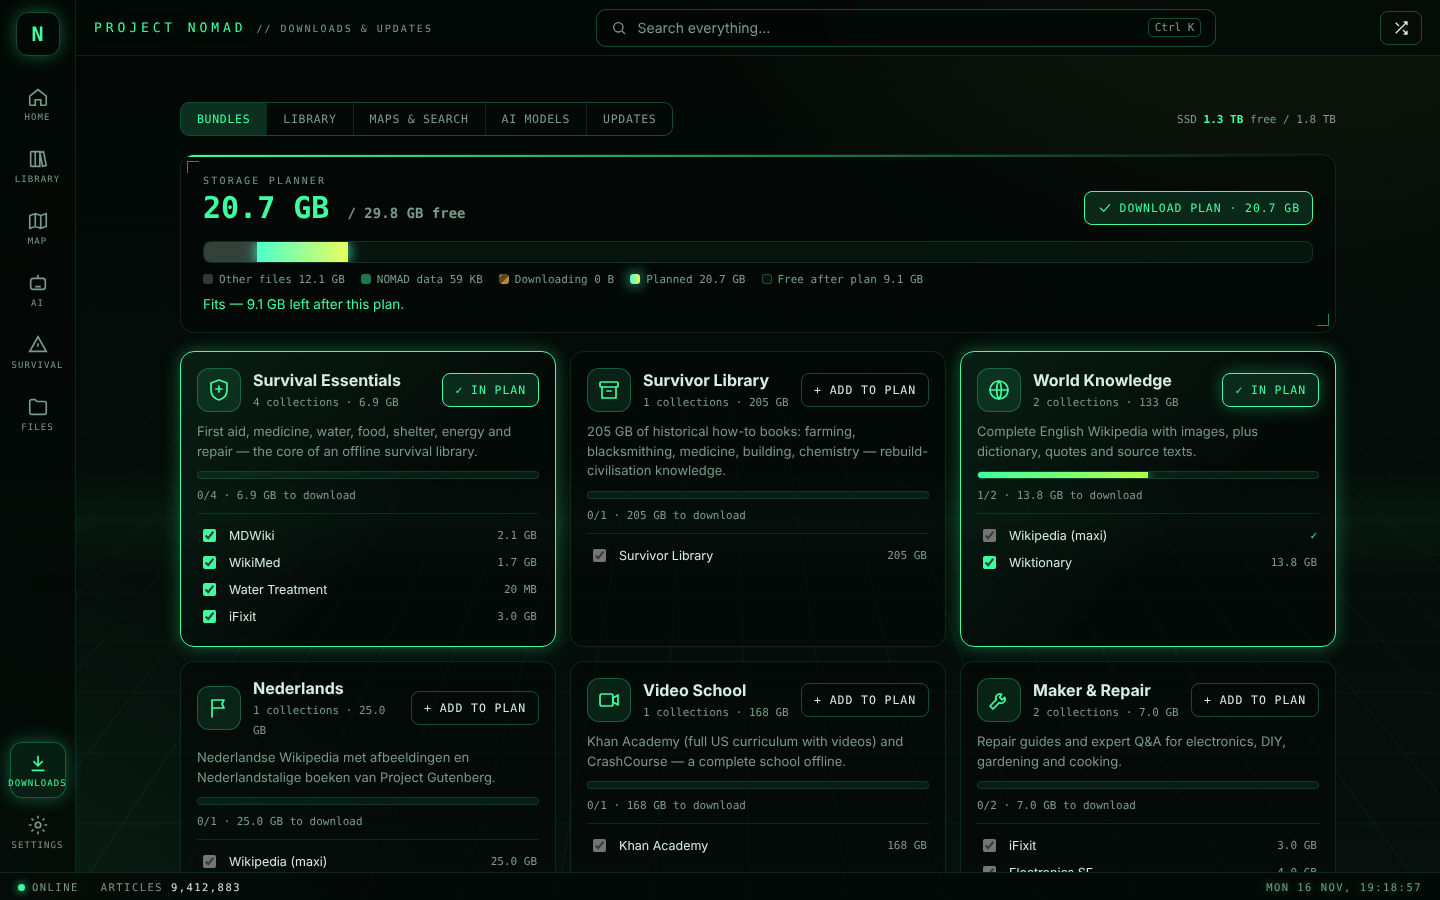 N
PROJECT NOMAD // DOWNLOADS & UPDATES
Search everything...
Ctrl K
HOME
LIBRARY
MAP
AI
SURVIVAL
FILES
DOWNLOADS
SETTINGS
BUNDLES LIBRARY MAPS & SEARCH AI MODELS UPDATES
SSD 1.3 TB free / 1.8 TB
STORAGE PLANNER
20.7 GB / 29.8 GB free
✓ DOWNLOAD PLAN · 20.7 GB
Other files 12.1 GB NOMAD data 59 KB Downloading 0 B Planned 20.7 GB Free after plan 9.1 GB
Fits — 9.1 GB left after this plan.
Survival Essentials
4 collections · 6.9 GB
✓ IN PLAN
First aid, medicine, water, food, shelter, energy and
repair — the core of an offline survival library.
0/4 · 6.9 GB to download
MDWiki 2.1 GB
WikiMed 1.7 GB
Water Treatment 20 MB
iFixit 3.0 GB
Survivor Library
1 collections · 205 GB
+ ADD TO PLAN
205 GB of historical how-to books: farming,
blacksmithing, medicine, building, chemistry — rebuild-
civilisation knowledge.
0/1 · 205 GB to download
Survivor Library 205 GB
World Knowledge
2 collections · 133 GB
✓ IN PLAN
Complete English Wikipedia with images, plus
dictionary, quotes and source texts.
1/2 · 13.8 GB to download
Wikipedia (maxi) ✓
Wiktionary 13.8 GB
Nederlands
1 collections · 25.0
GB
+ ADD TO PLAN
Nederlandse Wikipedia met afbeeldingen en
Nederlandstalige boeken van Project Gutenberg.
0/1 · 25.0 GB to download
Wikipedia (maxi) 25.0 GB
Video School
1 collections · 168 GB
+ ADD TO PLAN
Khan Academy (full US curriculum with videos) and
CrashCourse — a complete school offline.
0/1 · 168 GB to download
Khan Academy 168 GB
Maker & Repair
2 collections · 7.0 GB
+ ADD TO PLAN
Repair guides and expert Q&A for electronics, DIY,
gardening and cooking.
0/2 · 7.0 GB to download
iFixit 3.0 GB
Electronics SE 4.0 GB
ONLINE ARTICLES 9,412,883
MON 16 NOV, 19:18:57